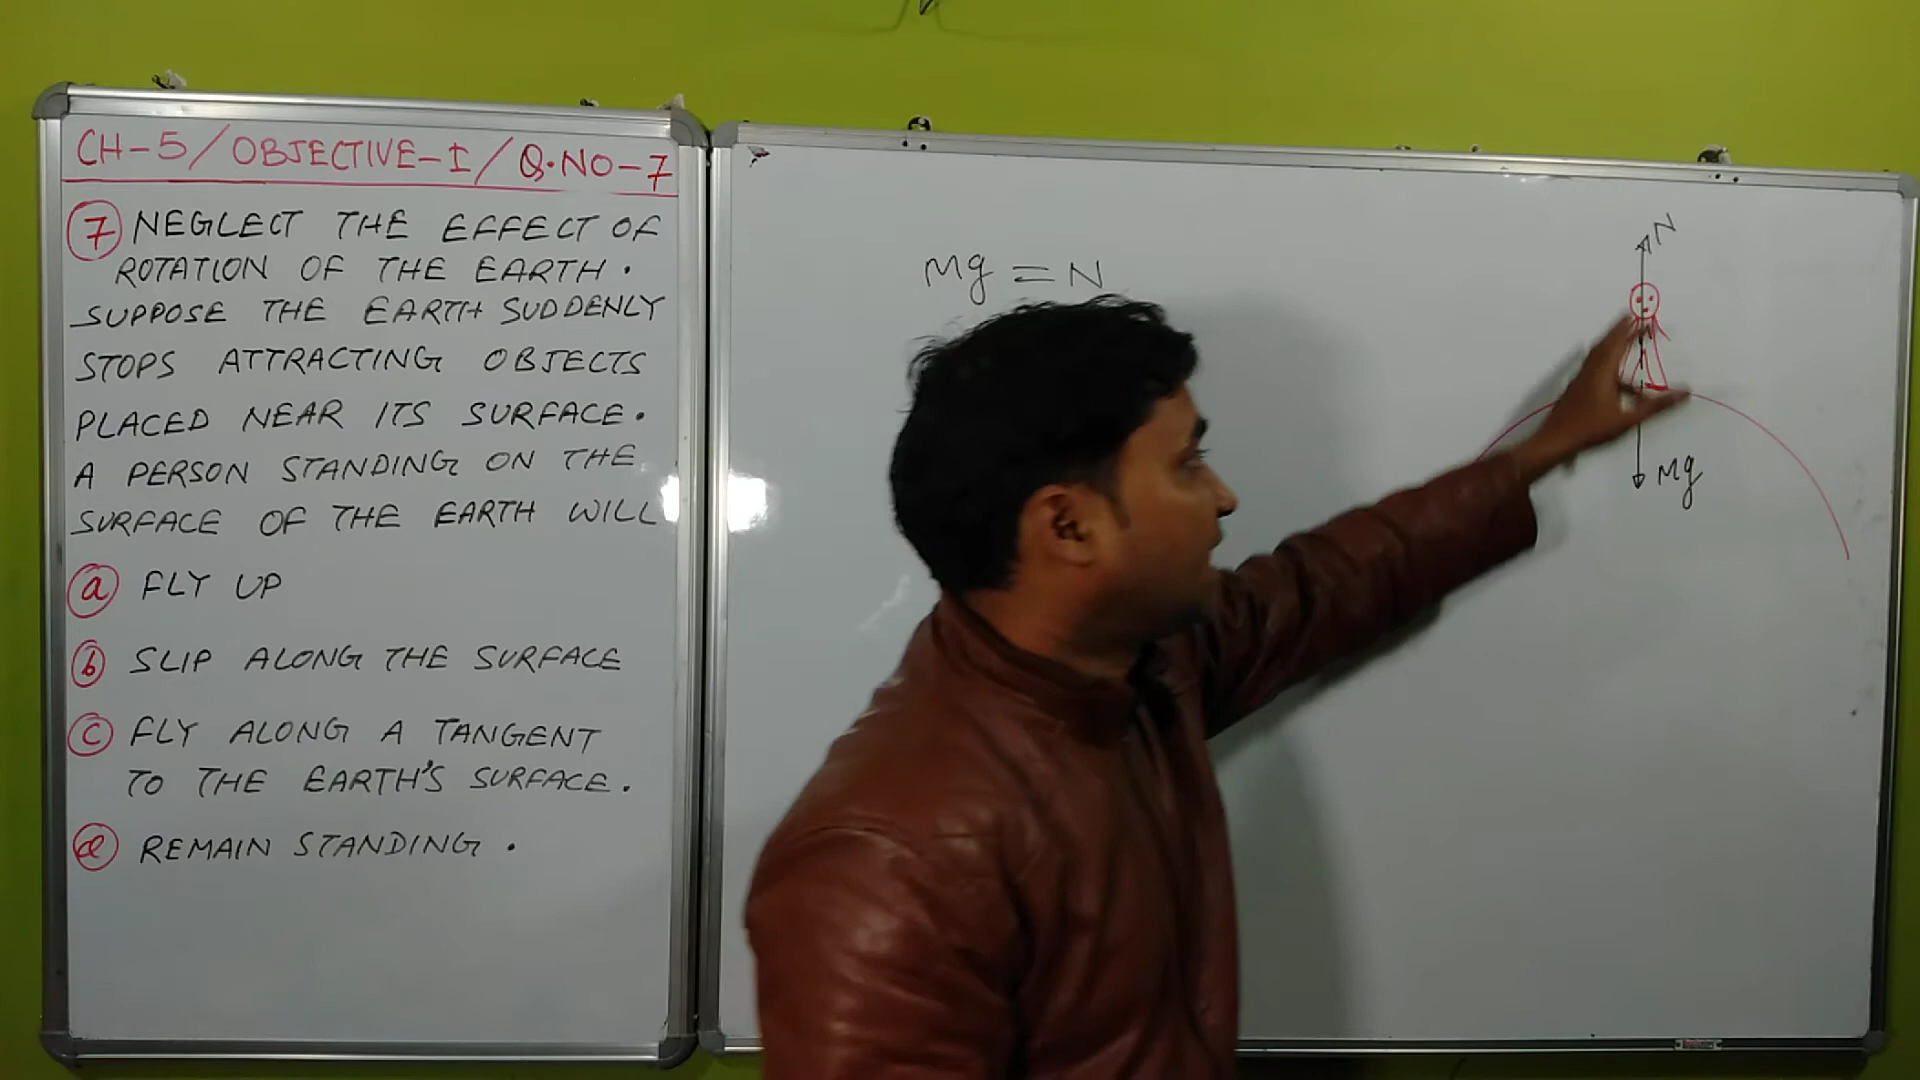 CH-5/OBJECTIVE-I/Q.NO-7
7 NEGLECT THE EFFECT OF
ROTATION OF THE EARTH.
SUPPOSE THE EARTH SUDDENLY
STOPS ATTRACTING OBJECTS
PLACED NEAR ITS SURFACE.
A PERSON STANDING ON THE
SURFACE OF THE EARTH WILL
a FLY UP
b SLIP ALONG THE SURFACE
c FLY ALONG A TANGENT
TO THE EARTH'S SURFACE.
d REMAIN STANDING.
Mg = N
N
Mg